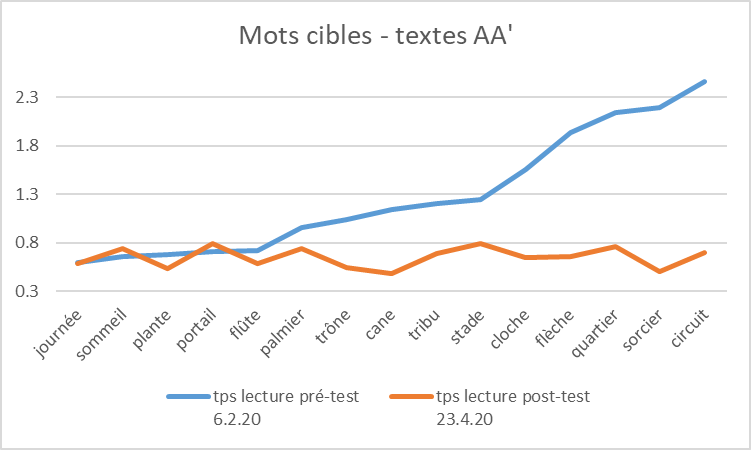 Mots cibles - textes AA'
2.3
1.8
1.3
0.8
0.3
journée
sommeil
plante
portail
flûte
palmier
trône
cane
tribu
stade
cloche
flèche
quartier
sorcier
circuit
tps lecture pré-test
6.2.20
tps lecture post-test
23.4.20